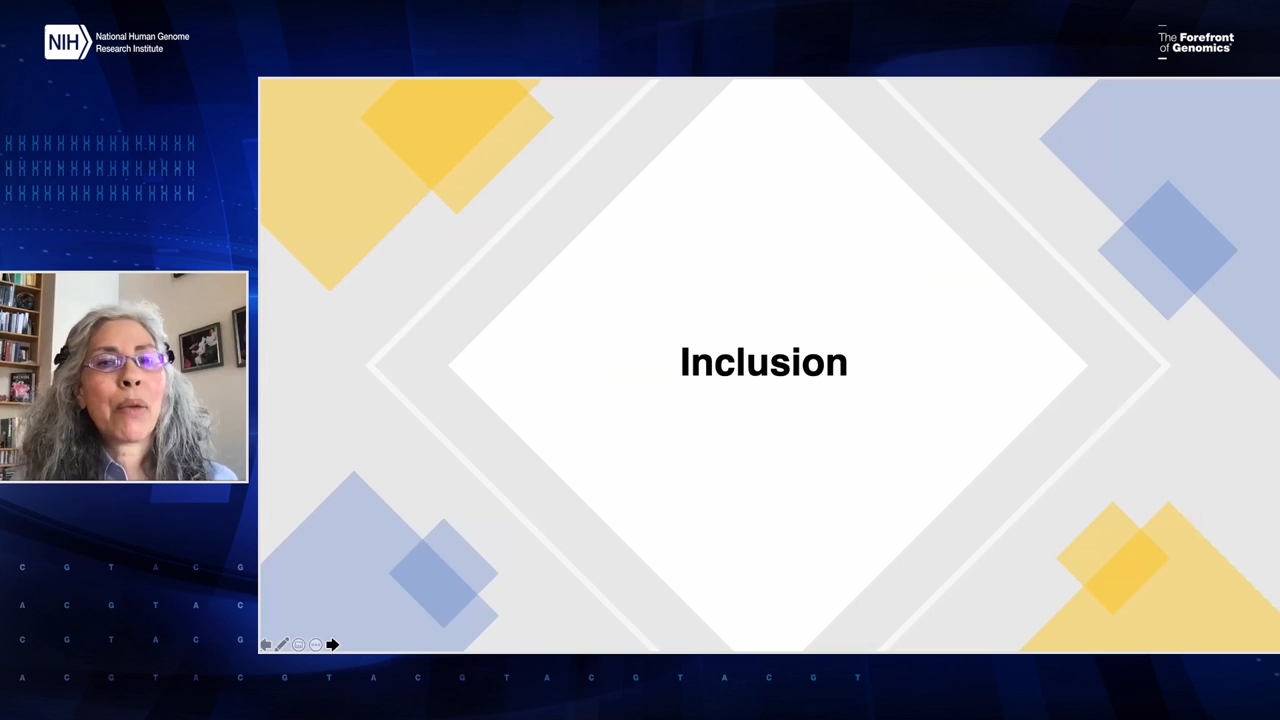 NIH
National Human Genome
Research Institute
The Forefront
of Genomics®
Inclusion
C G T A C G
A C G T A C
C G T A C G
A C G T A C G T A C G T A C G T A C G T